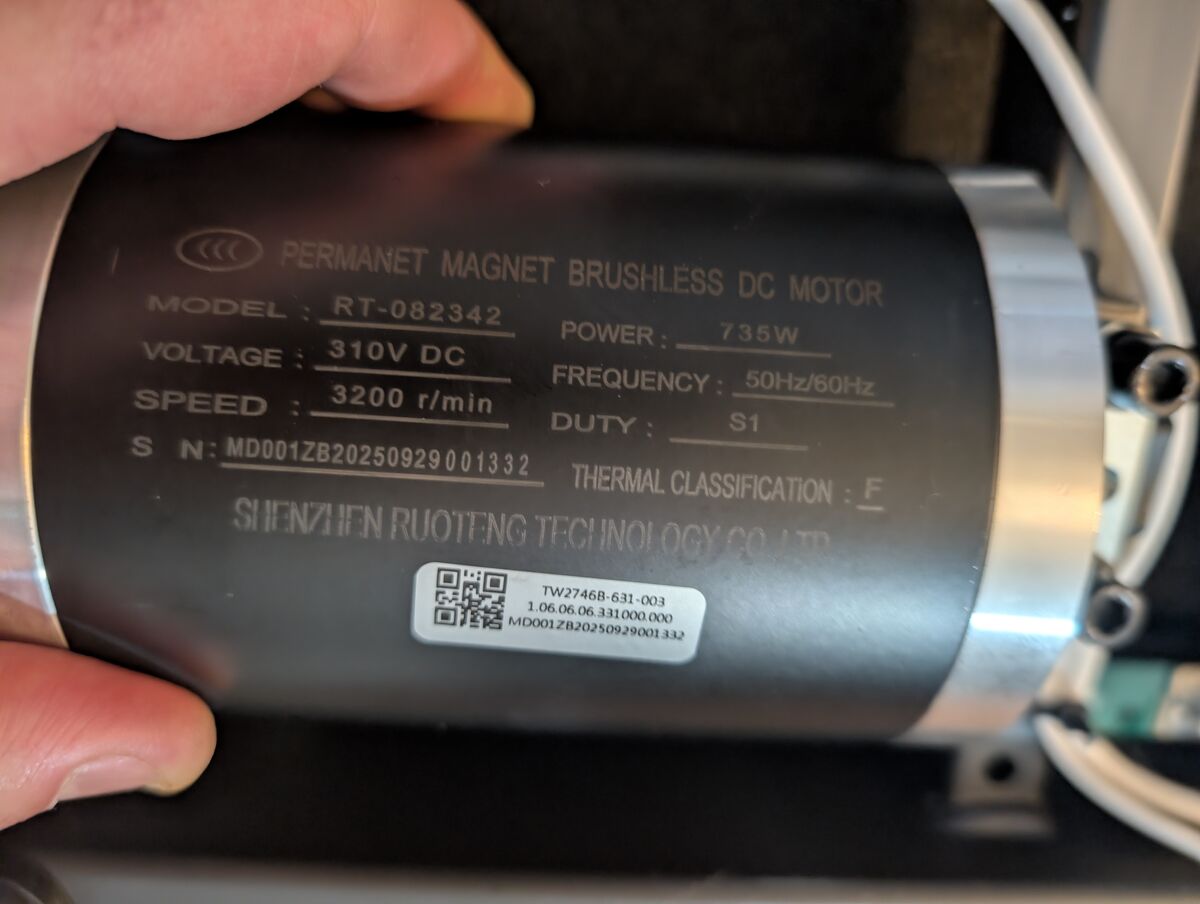 PERMANET MAGNET BRUSHLESS DC MOTOR
MODEL : RT-082342 POWER : 735W
VOLTAGE : 310V DC FREQUENCY : 50Hz/60Hz
SPEED : 3200 r/min DUTY : S1
S N: MD001ZB20250929001332 THERMAL CLASSIFICATION : F
SHENZHEN RUOTENG TECHNOLOGY CO.,LTD
TW2746B-631-003
1.06.06.06.331000.000
MD001ZB20250929001332